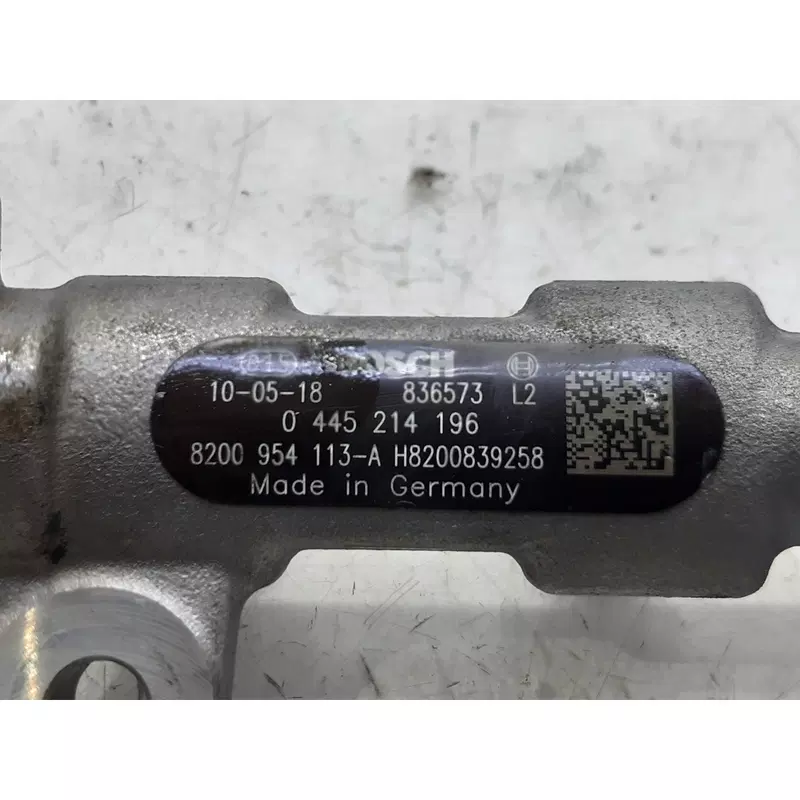 BOSCH
10-05-18 836573 L2
0 445 214 196
8200 954 113-A H8200839258
Made in Germany